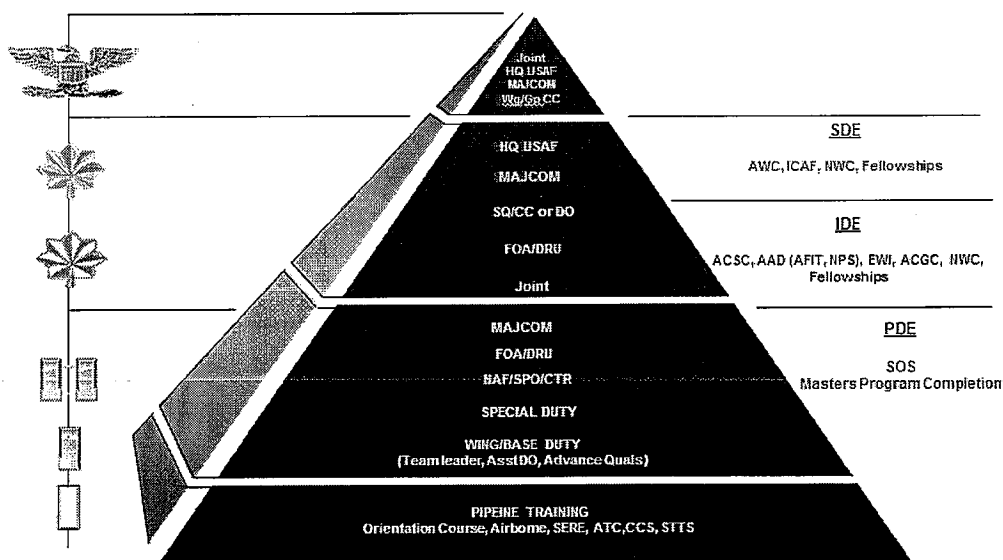 Joint
HQ USAF
MAJCOM
Wg/Gp CC
HQ USAF
MAJCOM
SQ/CC or DO
FOA/DRU
Joint
MAJCOM
FOA/DRU
NAF/SPO/CTR
SPECIAL DUTY
WING/BASE DUTY
(Team leader, Asst DO, Advance Quals)
PIPEINE TRAINING
Orientation Course, Airborne, SERE, ATC,CCS, STTS
SDE
AWC, ICAF, NWC, Fellowships
IDE
ACSC, AAD (AFIT, NPS), EWI, ACGC, NWC,
Fellowships
PDE
SOS
Masters Program Completion